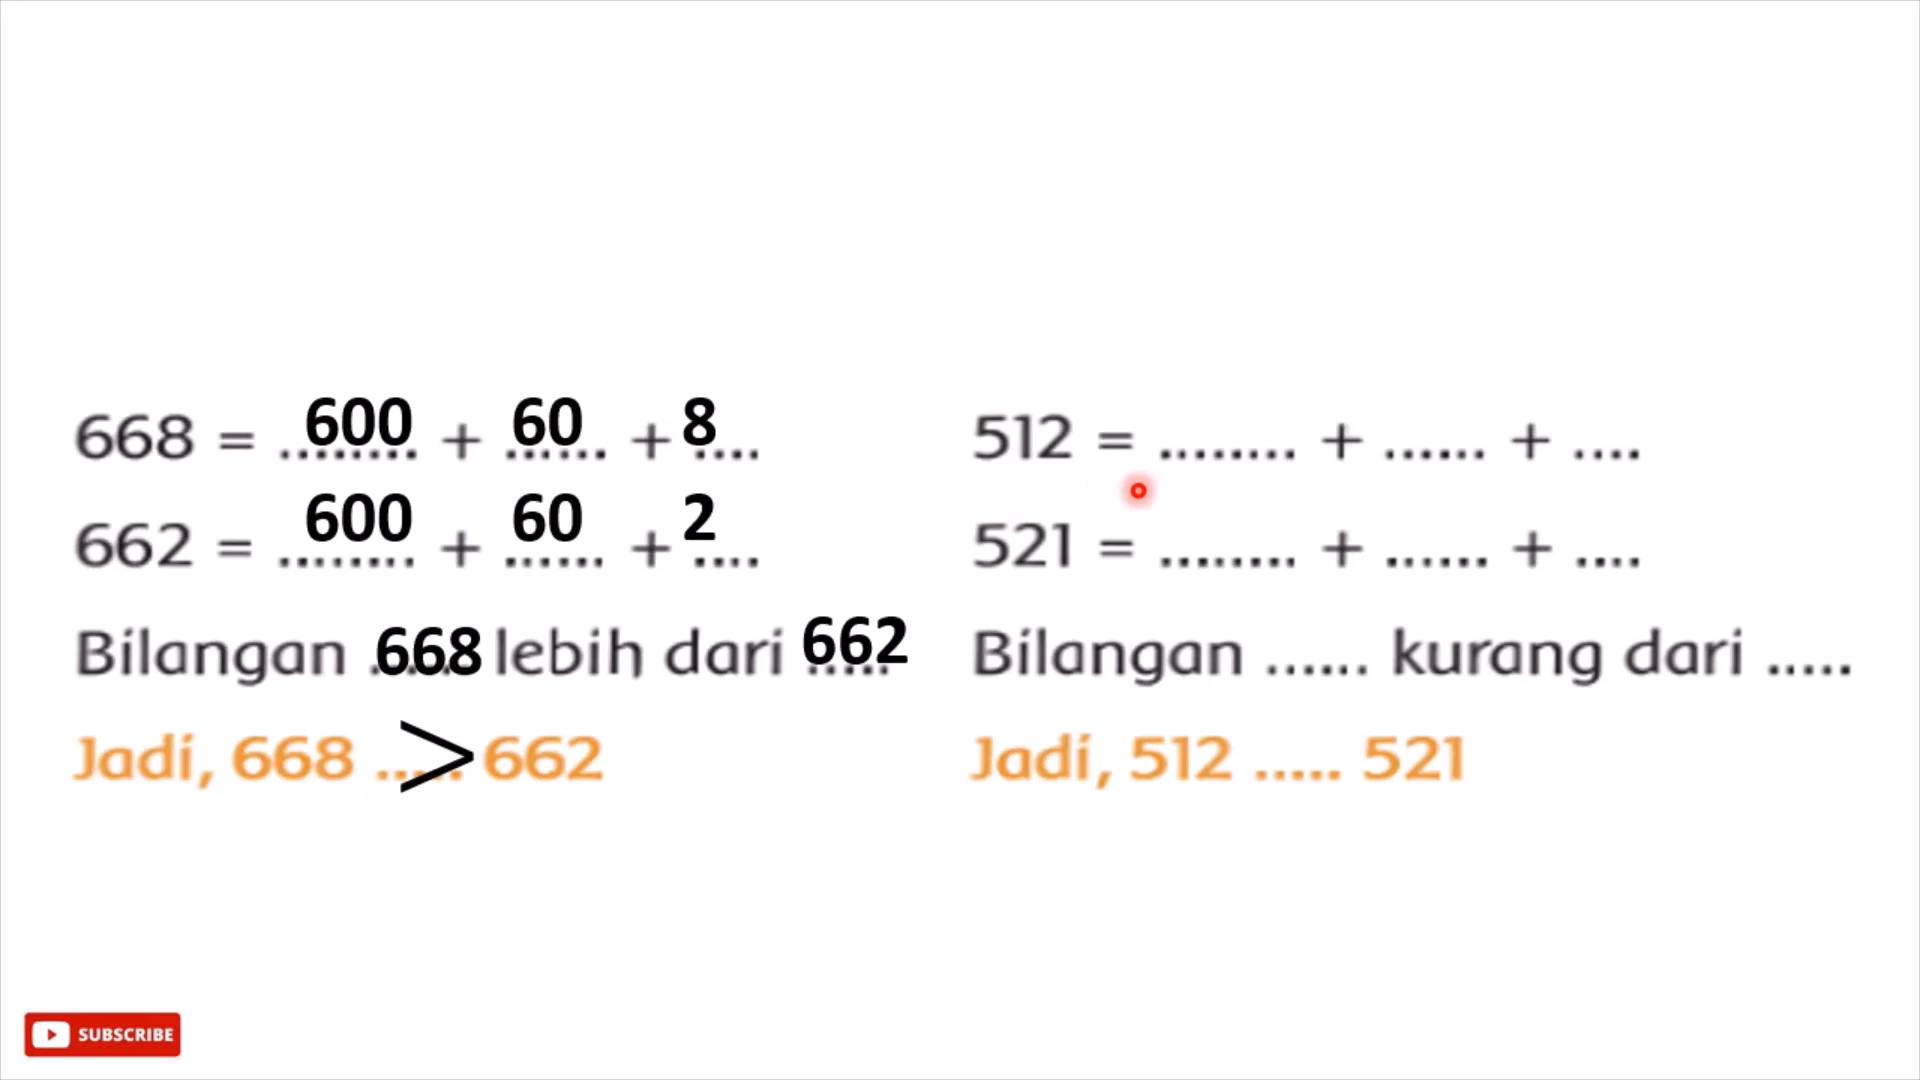 668 = 600 + 60 + 8
662 = 600 + 60 + 2
Bilangan 668 lebih dari 662
Jadi, 668 > 662
512 = ........ + ...... + ....
521 = ........ + ...... + ....
Bilangan ...... kurang dari .....
Jadi, 512 ..... 521
SUBSCRIBE